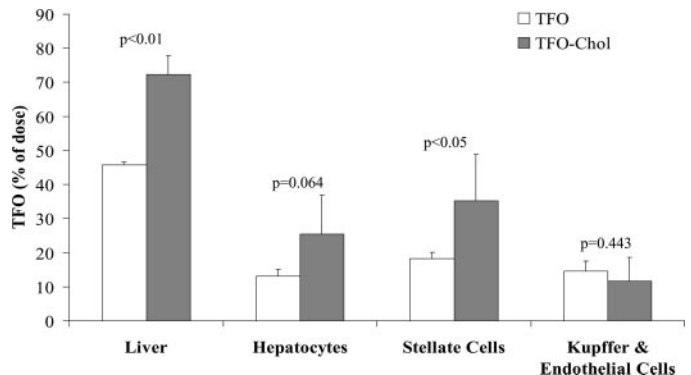 90
80
70
60
50
40
30
20
10
0
TFO (% of dose)
TFO
TFO-Chol
p<0.01
p=0.064
p<0.05
p=0.443
Liver
Hepatocytes
Stellate Cells
Kupffer &
Endothelial Cells